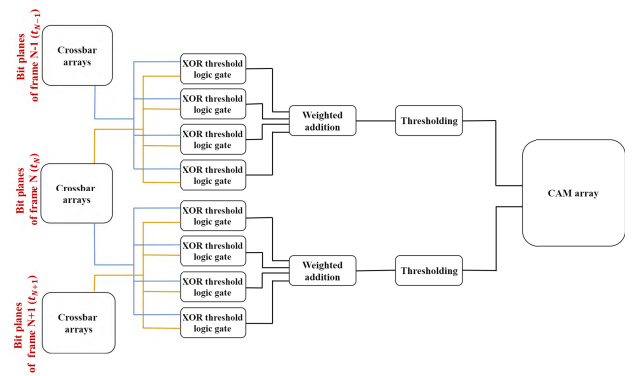 Bit planes
of frame N-1 (t_{N-1})
Crossbar
arrays
Bit planes
of frame N (t_N)
Crossbar
arrays
Bit planes
of frame N+1 (t_{N+1})
Crossbar
arrays
XOR threshold
logic gate
XOR threshold
logic gate
XOR threshold
logic gate
XOR threshold
logic gate
XOR threshold
logic gate
XOR threshold
logic gate
XOR threshold
logic gate
XOR threshold
logic gate
Weighted
addition
Thresholding
Weighted
addition
Thresholding
CAM array